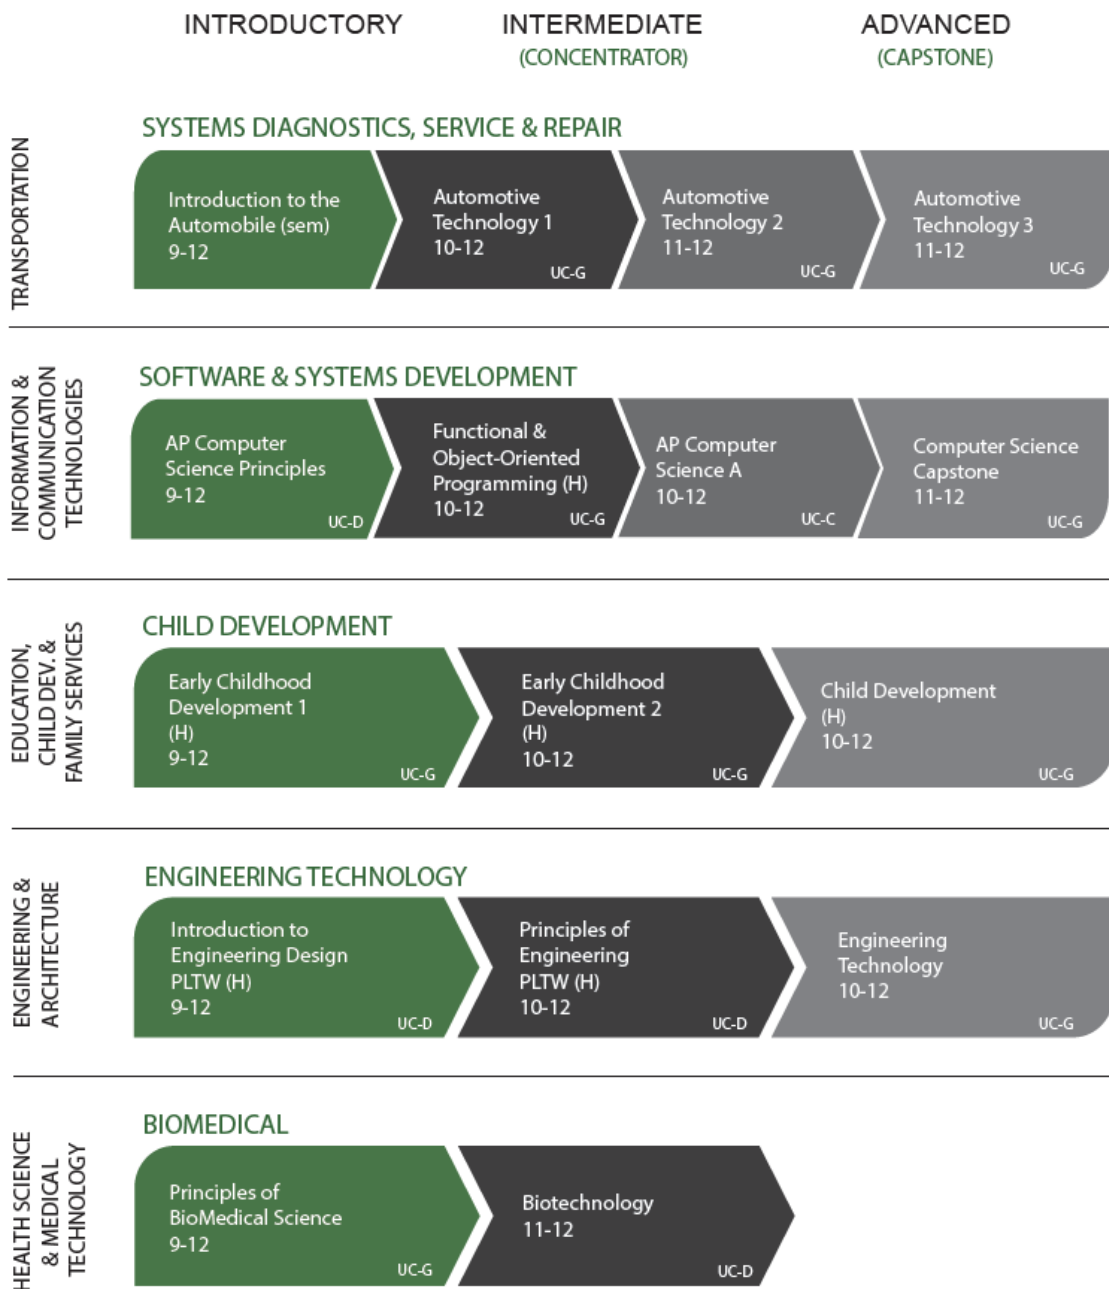 INTRODUCTORY
INTERMEDIATE
(CONCENTRATOR)
ADVANCED
(CAPSTONE)
TRANSPORTATION
SYSTEMS DIAGNOSTICS, SERVICE & REPAIR
Introduction to the
Automobile (sem)
9-12
Automotive
Technology 1
10-12
UC-G
Automotive
Technology 2
11-12
UC-G
Automotive
Technology 3
11-12
UC-G
INFORMATION &
COMMUNICATION
TECHNOLOGIES
SOFTWARE & SYSTEMS DEVELOPMENT
AP Computer
Science Principles
9-12
UC-D
Functional &
Object-Oriented
Programming (H)
10-12
UC-G
AP Computer
Science A
10-12
UC-C
Computer Science
Capstone
11-12
UC-G
EDUCATION,
CHILD DEV. &
FAMILY SERVICES
CHILD DEVELOPMENT
Early Childhood
Development 1
(H)
9-12
UC-G
Early Childhood
Development 2
(H)
10-12
UC-G
Child Development
(H)
10-12
UC-G
ENGINEERING &
ARCHITECTURE
ENGINEERING TECHNOLOGY
Introduction to
Engineering Design
PLTW (H)
9-12
UC-D
Principles of
Engineering
PLTW (H)
10-12
UC-D
Engineering
Technology
10-12
UC-G
HEALTH SCIENCE
& MEDICAL
TECHNOLOGY
BIOMEDICAL
Principles of
BioMedical Science
9-12
UC-G
Biotechnology
11-12
UC-D